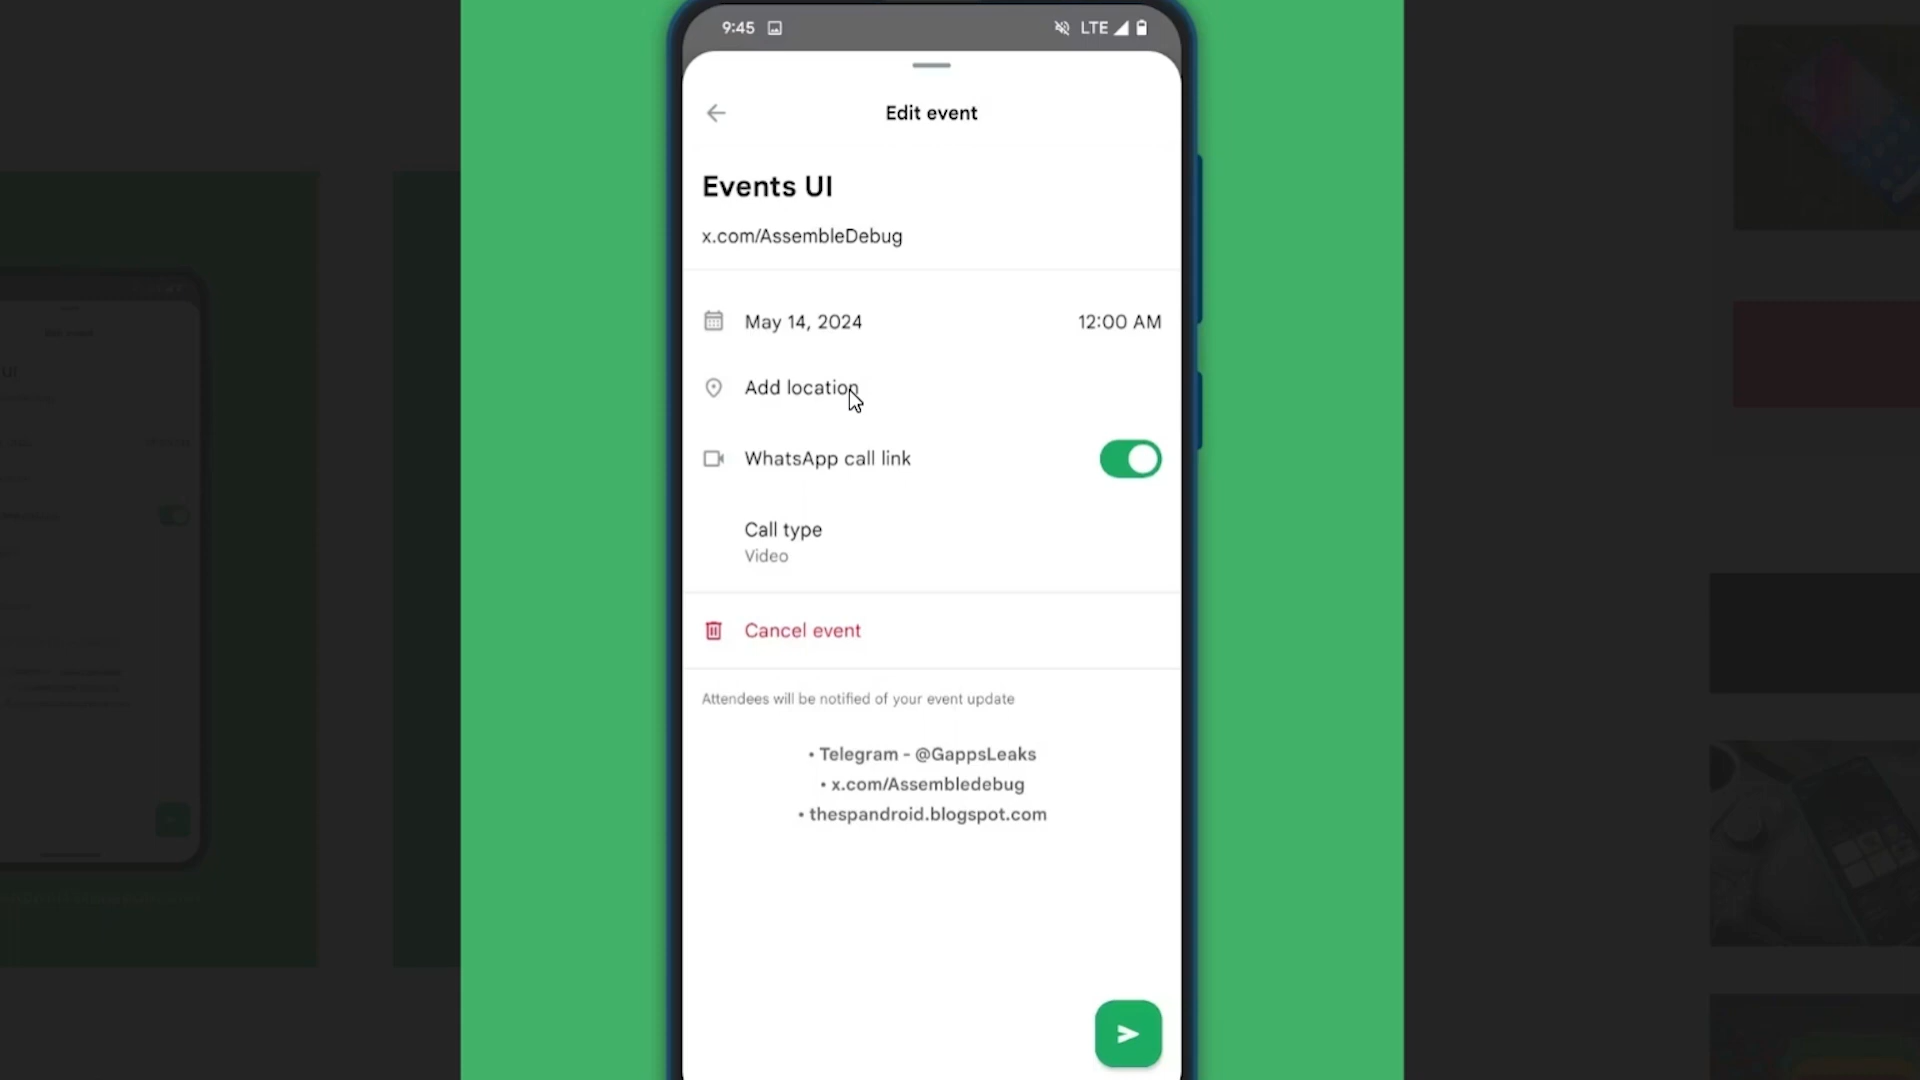 9:45
LTE
Edit event
Events UI
x.com/AssembleDebug
May 14, 2024 12:00 AM
Add location
WhatsApp call link
Call type
Video
Cancel event
Attendees will be notified of your event update
• Telegram - @GappsLeaks
• x.com/Assembledebug
• thespandroid.blogspot.com